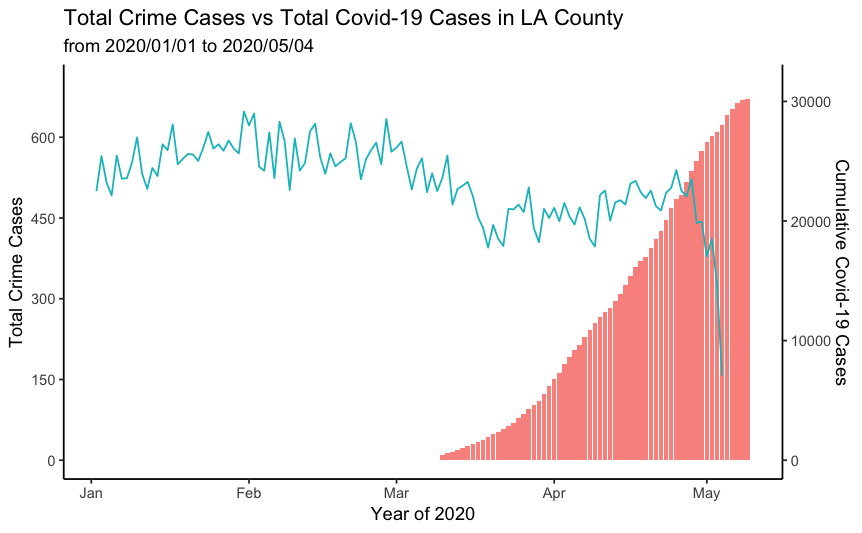 Total Crime Cases vs Total Covid-19 Cases in LA County
from 2020/01/01 to 2020/05/04
Total Crime Cases
600
450
300
150
0
30000
20000
10000
0
Cumulative Covid-19 Cases
Jan
Feb
Mar
Apr
May
Year of 2020